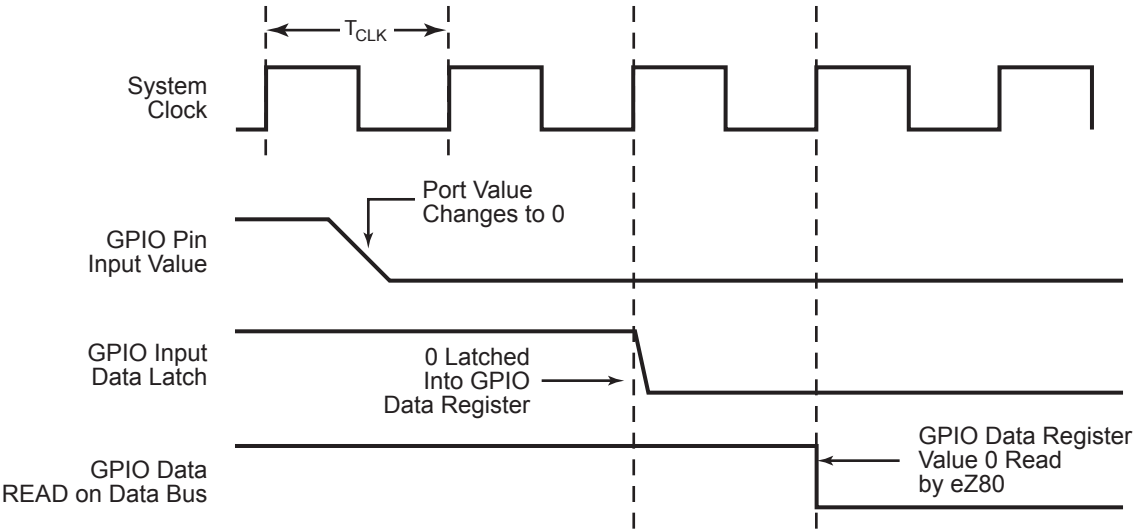 TCLK
System
Clock
Port Value
Changes to 0
GPIO Pin
Input Value
GPIO Input
Data Latch
0 Latched
Into GPIO
Data Register
GPIO Data Register
Value 0 Read
by eZ80
GPIO Data
READ on Data Bus